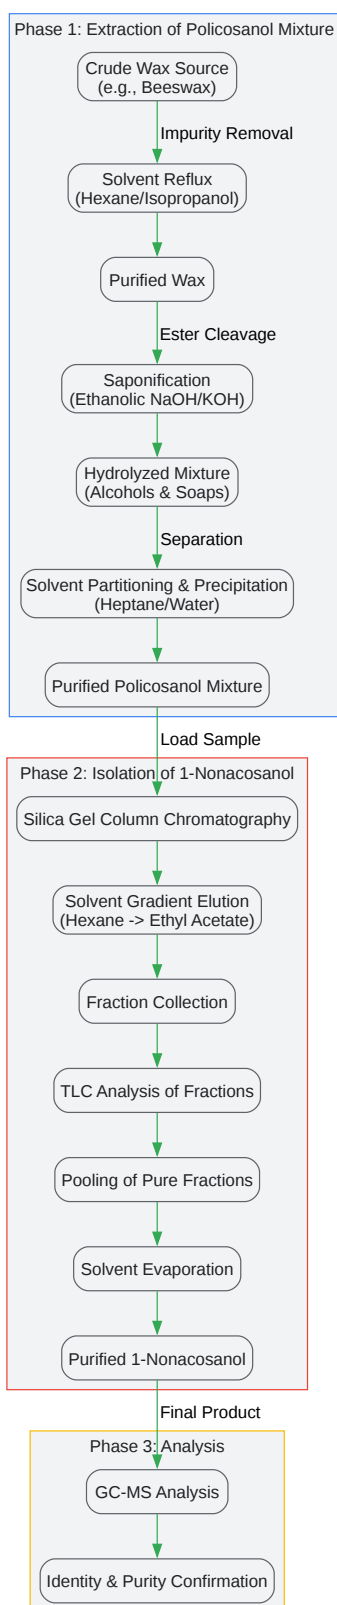 Phase 1: Extraction of Policosanol Mixture
Crude Wax Source
(e.g., Beeswax)
Impurity Removal
Solvent Reflux
(Hexane/Isopropanol)
Purified Wax
Ester Cleavage
Saponification
(Ethanolic NaOH/KOH)
Hydrolyzed Mixture
(Alcohols & Soaps)
Separation
Solvent Partitioning & Precipitation
(Heptane/Water)
Purified Policosanol Mixture
Load Sample
Phase 2: Isolation of 1-Nonacosanol
Silica Gel Column Chromatography
Solvent Gradient Elution
(Hexane -> Ethyl Acetate)
Fraction Collection
TLC Analysis of Fractions
Pooling of Pure Fractions
Solvent Evaporation
Purified 1-Nonacosanol
Final Product
Phase 3: Analysis
GC-MS Analysis
Identity & Purity Confirmation